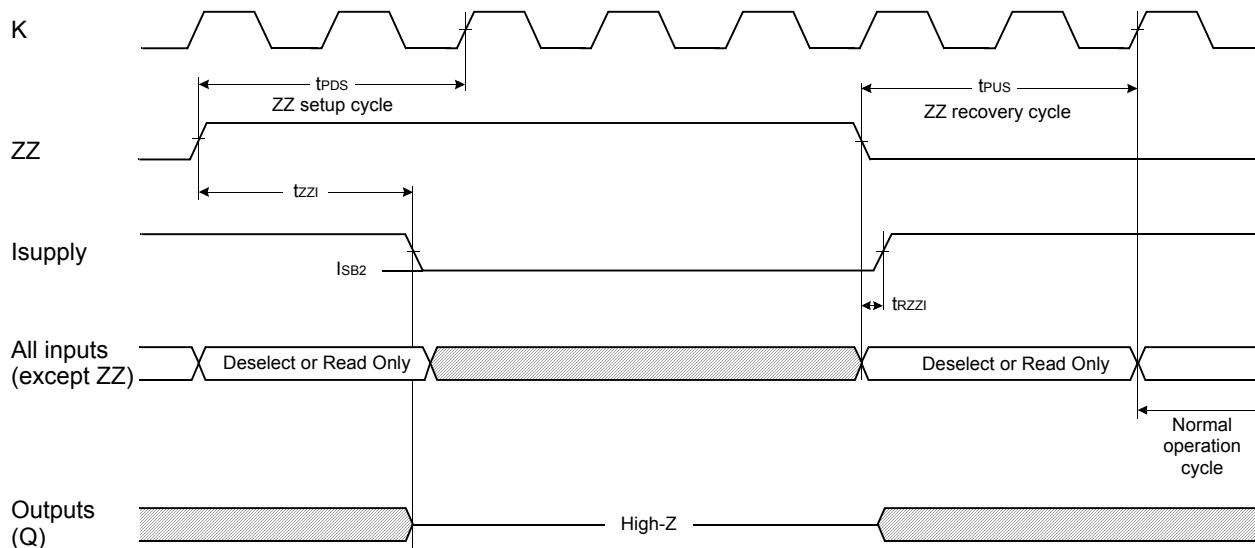 K
tPDS
ZZ setup cycle
tPUS
ZZ recovery cycle
ZZ
tZZI
Isupply
ISB2
tRZZI
All inputs
(except ZZ)
Deselect or Read Only
Deselect or Read Only
Normal
operation
cycle
Outputs
(Q)
High-Z